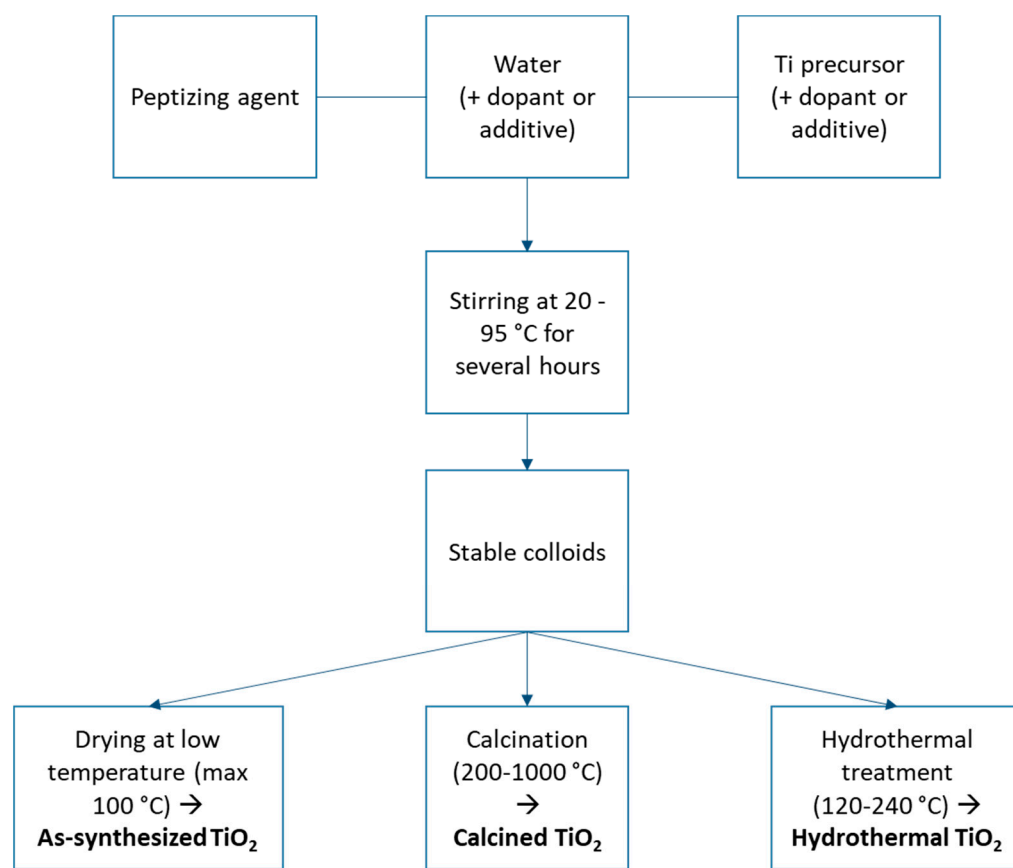 Peptizing agent
Water
(+ dopant or
additive)
Ti precursor
(+ dopant or
additive)
Stirring at 20 -
95 °C for
several hours
Stable colloids
Drying at low
temperature (max
100 °C) →
As-synthesized TiO₂
Calcination
(200-1000 °C)
→
Calcined TiO₂
Hydrothermal
treatment
(120-240 °C) →
Hydrothermal TiO₂